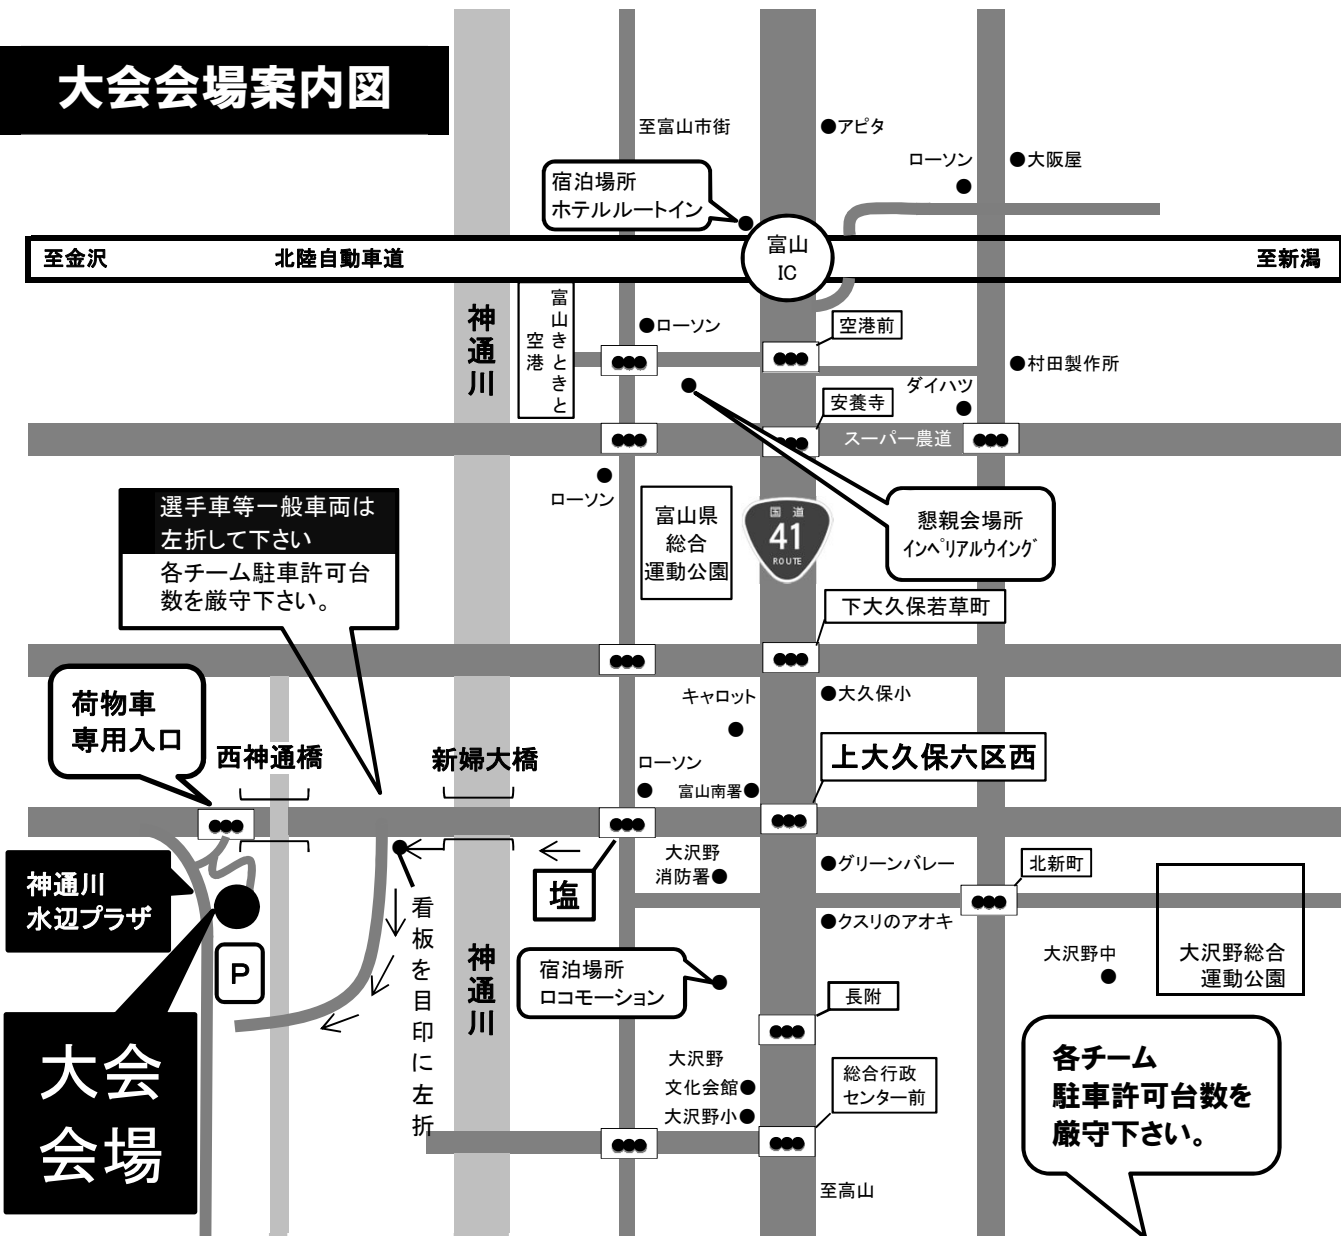 大会会場案内図
至富山市街
●アピタ
ローソン
●大阪屋
宿泊場所
ホテルルートイン
至金沢
北陸自動車道
富山
IC
至新潟
神通川
富山きときと
空港
●ローソン
空港前
●村田製作所
ダイハツ
安養寺
スーパー農道
ローソン
選手車等一般車両は
左折して下さい
各チーム駐車許可台
数を厳守下さい。
富山県
総合
運動公園
国道
41
ROUTE
懇親会場所
インペリアルウイング
下大久保若草町
荷物車
専用入口
西神通橋
新婦大橋
キャロット
●大久保小
ローソン
富山南署●
上大久保六区西
塩
大沢野
消防署●
●グリーンバレー
北新町
神通川
水辺プラザ
P
看板を目印に左折
神通川
●クスリのアオキ
大沢野中
大沢野総合
運動公園
宿泊場所
ロコモーション
長附
大会
会場
大沢野
文化会館●
大沢野小●
総合行政
センター前
各チーム
駐車許可台数を
厳守下さい。
至高山